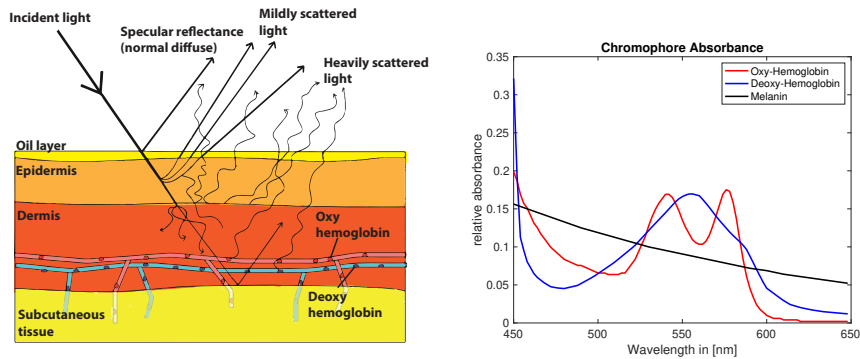 Incident light
Specular reflectance
(normal diffuse)
Mildly scattered
light
Heavily scattered
light
Oil layer
Epidermis
Dermis
Oxy
hemoglobin
Deoxy
hemoglobin
Subcutaneous
tissue
Chromophore Absorbance
Oxy-Hemoglobin
Deoxy-Hemoglobin
Melanin
relative absorbance
0.35
0.3
0.25
0.2
0.15
0.1
0.05
0
450 500 550 600 650
Wavelength in [nm]